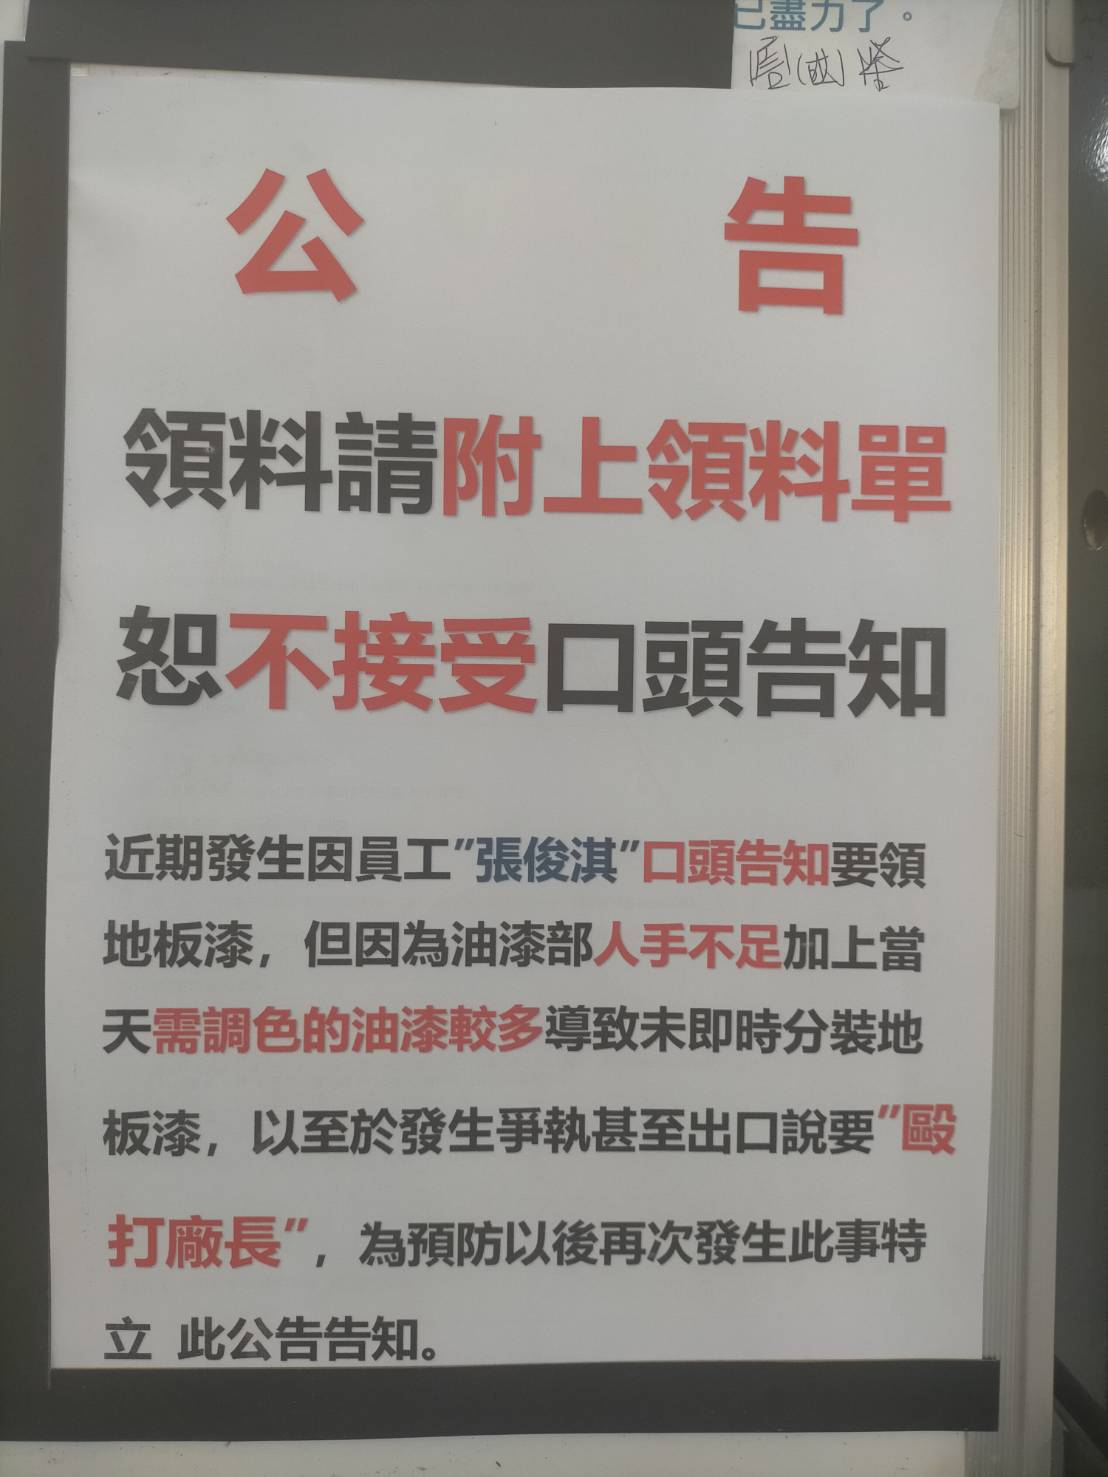 已盡力了。
公 告
領料請附上領料單
恕不接受口頭告知
近期發生因員工”張俊淇”口頭告知要領
地板漆，但因為油漆部人手不足加上當
天需調色的油漆較多導致未即時分裝地
板漆，以至於發生爭執甚至出口說要”毆
打廠長”，為預防以後再次發生此事特
立 此公告告知。